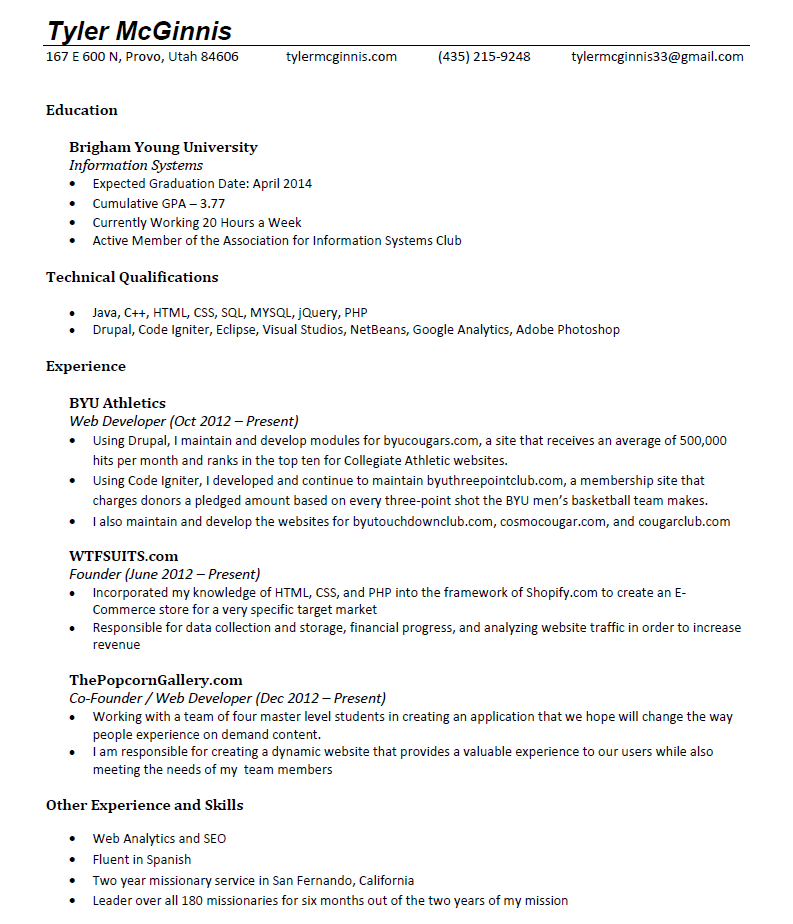 Tyler McGinnis
167 E 600 N, Provo, Utah 84606 tylermcginnis.com (435) 215-9248 tylermcginnis33@gmail.com
Education
Brigham Young University
Information Systems
• Expected Graduation Date: April 2014
• Cumulative GPA – 3.77
• Currently Working 20 Hours a Week
• Active Member of the Association for Information Systems Club
Technical Qualifications
• Java, C++, HTML, CSS, SQL, MYSQL, jQuery, PHP
• Drupal, Code Igniter, Eclipse, Visual Studios, NetBeans, Google Analytics, Adobe Photoshop
Experience
BYU Athletics
Web Developer (Oct 2012 – Present)
• Using Drupal, I maintain and develop modules for byucougars.com, a site that receives an average of 500,000
hits per month and ranks in the top ten for Collegiate Athletic websites.
• Using Code Igniter, I developed and continue to maintain byuthreepointclub.com, a membership site that
charges donors a pledged amount based on every three-point shot the BYU men's basketball team makes.
• I also maintain and develop the websites for byutouchdownclub.com, cosmocougar.com, and cougarclub.com
WTFSUITS.com
Founder (June 2012 – Present)
• Incorporated my knowledge of HTML, CSS, and PHP into the framework of Shopify.com to create an E-
Commerce store for a very specific target market
• Responsible for data collection and storage, financial progress, and analyzing website traffic in order to increase
revenue
ThePopcornGallery.com
Co-Founder / Web Developer (Dec 2012 – Present)
• Working with a team of four master level students in creating an application that we hope will change the way
people experience on demand content.
• I am responsible for creating a dynamic website that provides a valuable experience to our users while also
meeting the needs of my team members
Other Experience and Skills
• Web Analytics and SEO
• Fluent in Spanish
• Two year missionary service in San Fernando, California
• Leader over all 180 missionaries for six months out of the two years of my mission